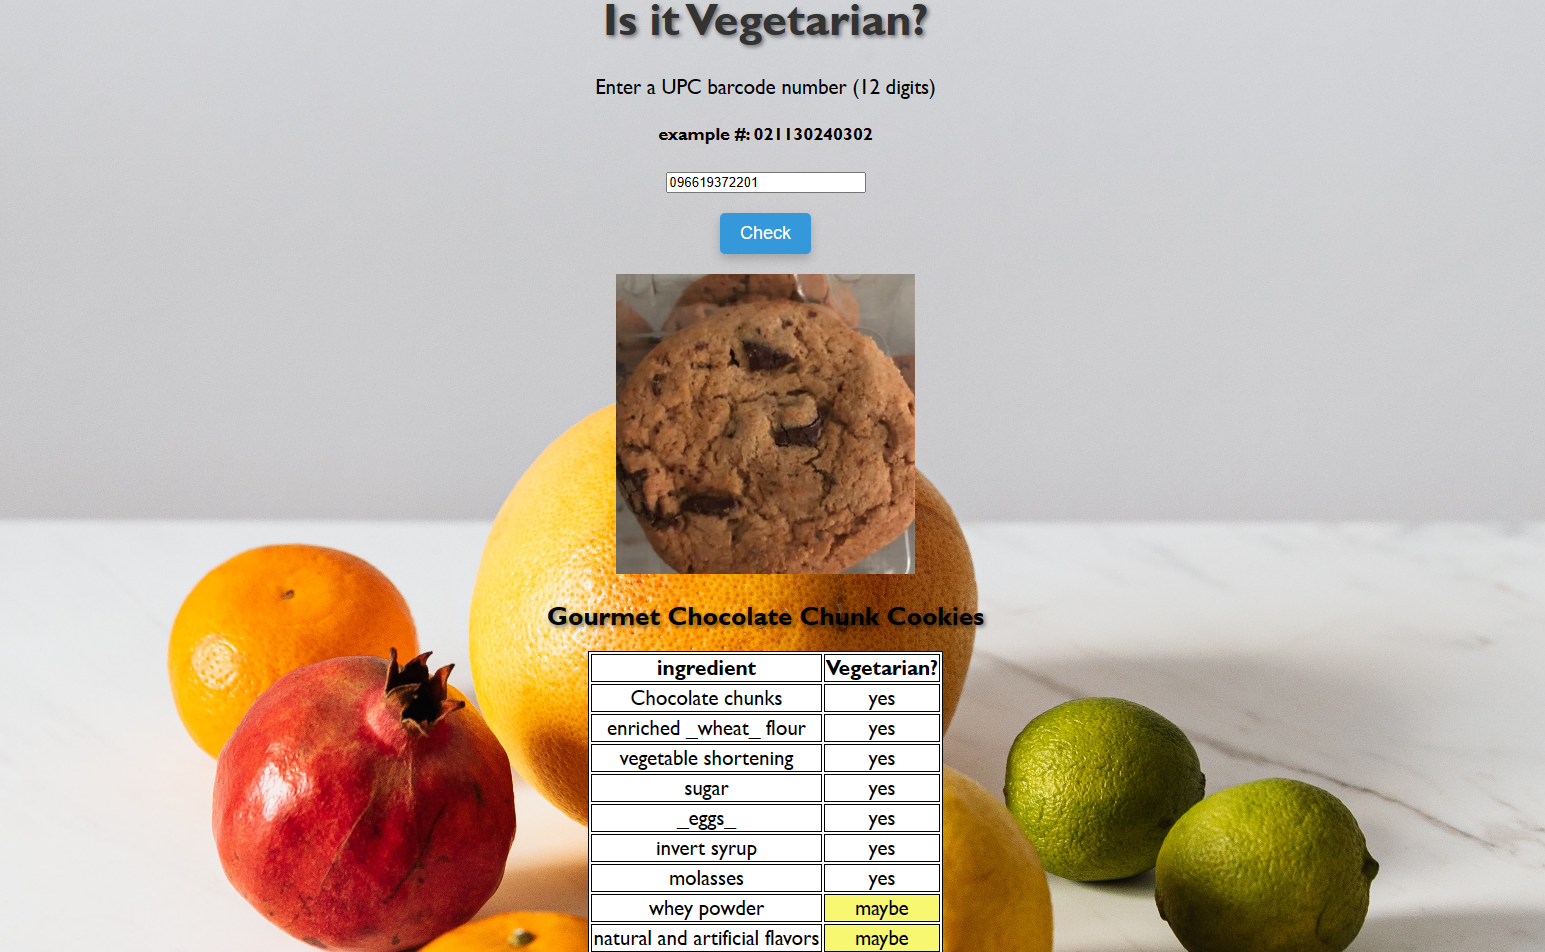 Is it Vegetarian?
Enter a UPC barcode number (12 digits)
example #: 021130240302
096619372201
Check
Gourmet Chocolate Chunk Cookies
ingredient Vegetarian?
Chocolate chunks yes
enriched _wheat_ flour yes
vegetable shortening yes
sugar yes
_eggs_ yes
invert syrup yes
molasses yes
whey powder maybe
natural and artificial flavors maybe